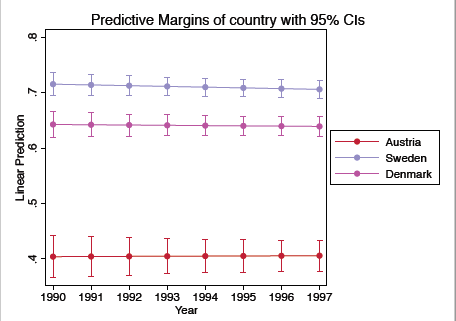 Predictive Margins of country with 95% CIs
Linear Prediction
.8
.7
.6
.5
.4
1990 1991 1992 1993 1994 1995 1996 1997
Year
Austria
Sweden
Denmark